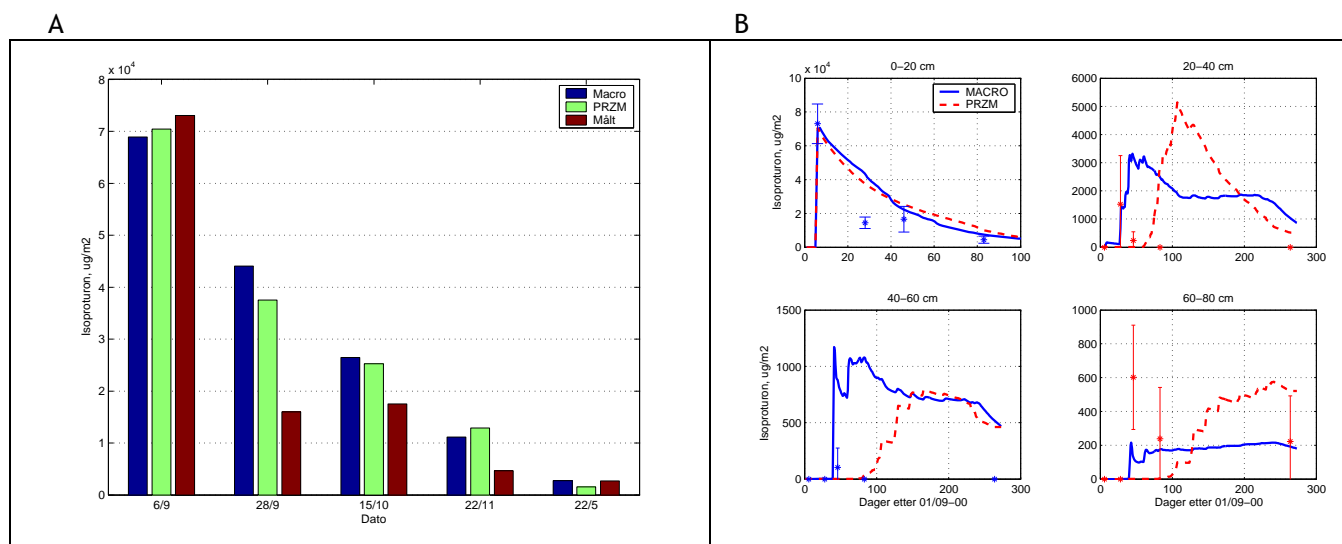 A
x 10⁴
8
7
6
5
4
3
2
1
0
Isoproturon, ug/m2
Macro
PRZM
Målt
6/9 28/9 15/10 22/11 22/5
Dato
B
0–20 cm
x 10⁴
10
8
6
4
2
0
Isoproturon, ug/m2
MACRO
PRZM
0 20 40 60 80 100
20–40 cm
6000
5000
4000
3000
2000
1000
0
0 100 200 300
40–60 cm
1500
1000
500
0
Isoproturon, ug/m2
0 100 200 300
Dager etter 01/09–00
60–80 cm
1000
800
600
400
200
0
0 100 200 300
Dager etter 01/09–00